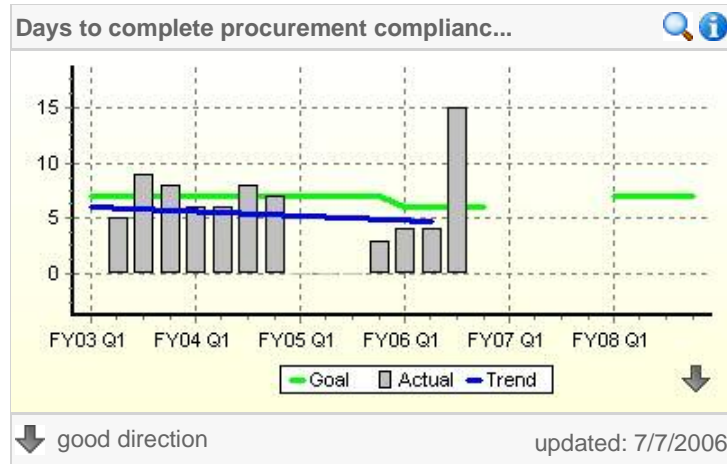 Days to complete procurement complianc...
15
10
5
0
FY03 Q1 FY04 Q1 FY05 Q1 FY06 Q1 FY07 Q1 FY08 Q1
Goal Actual Trend
good direction updated: 7/7/2006